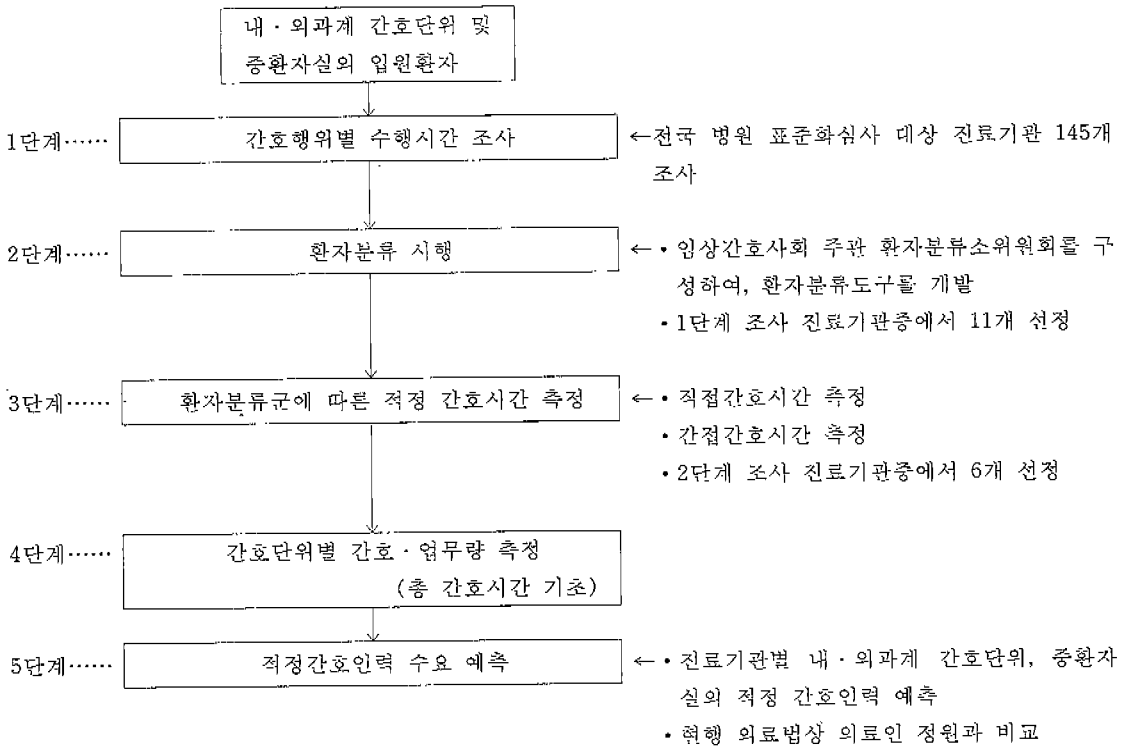 내 · 외과계 간호단위 및
중환자실의 입원환자
1단계…… 간호행위별 수행시간 조사 ←전국 병원 표준화심사 대상 진료기관 145개
조사
2단계…… 환자분류 시행 ← • 임상간호사회 주관 환자분류소위원회를 구
성하여, 환자분류도구를 개발
• 1단계 조사 진료기관중에서 11개 선정
3단계…… 환자분류군에 따른 적정 간호시간 측정 ← • 직접간호시간 측정
• 간접간호시간 측정
• 2단계 조사 진료기관중에서 6개 선정
4단계…… 간호단위별 간호 · 업무량 측정
(총 간호시간 기초)
5단계…… 적정간호인력 수요 예측 ← • 진료기관별 내 · 외과계 간호단위, 중환자
실의 적정 간호인력 예측
• 현행 의료법상 의료인 정원과 비교